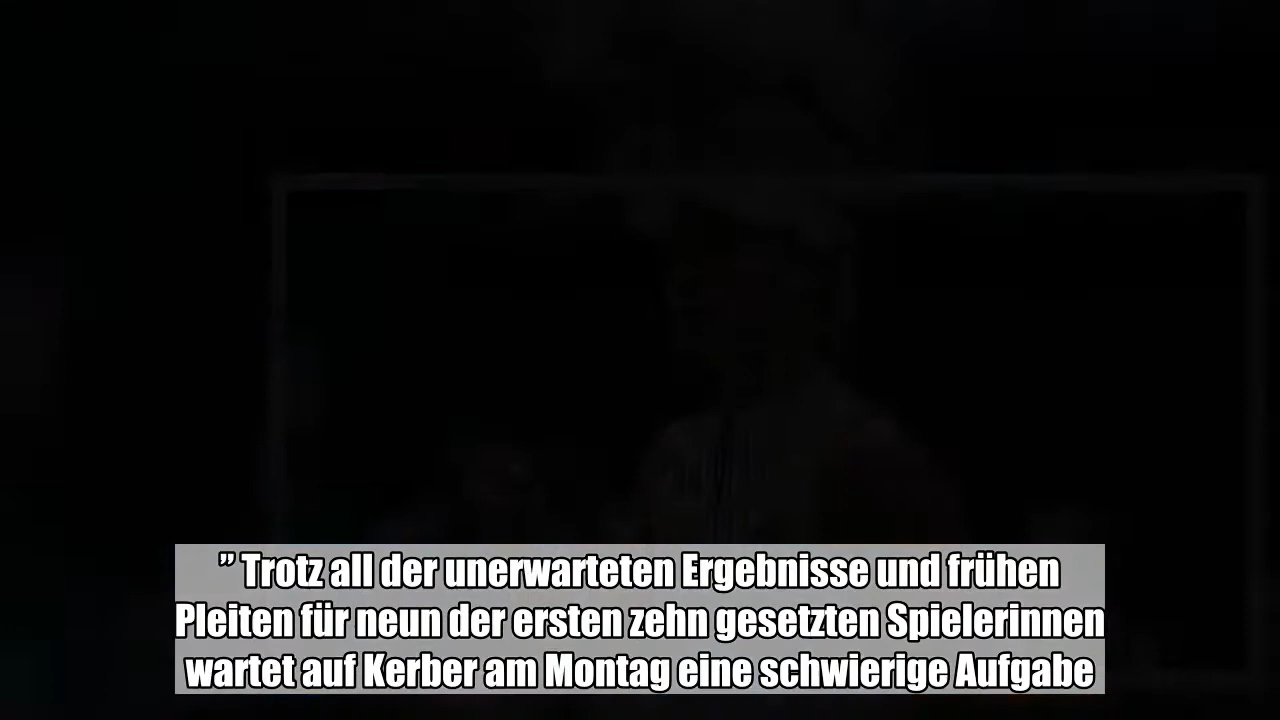 ” Trotz all der unerwarteten Ergebnisse und frühen
Pleiten für neun der ersten zehn gesetzten Spielerinnen
wartet auf Kerber am Montag eine schwierige Aufgabe